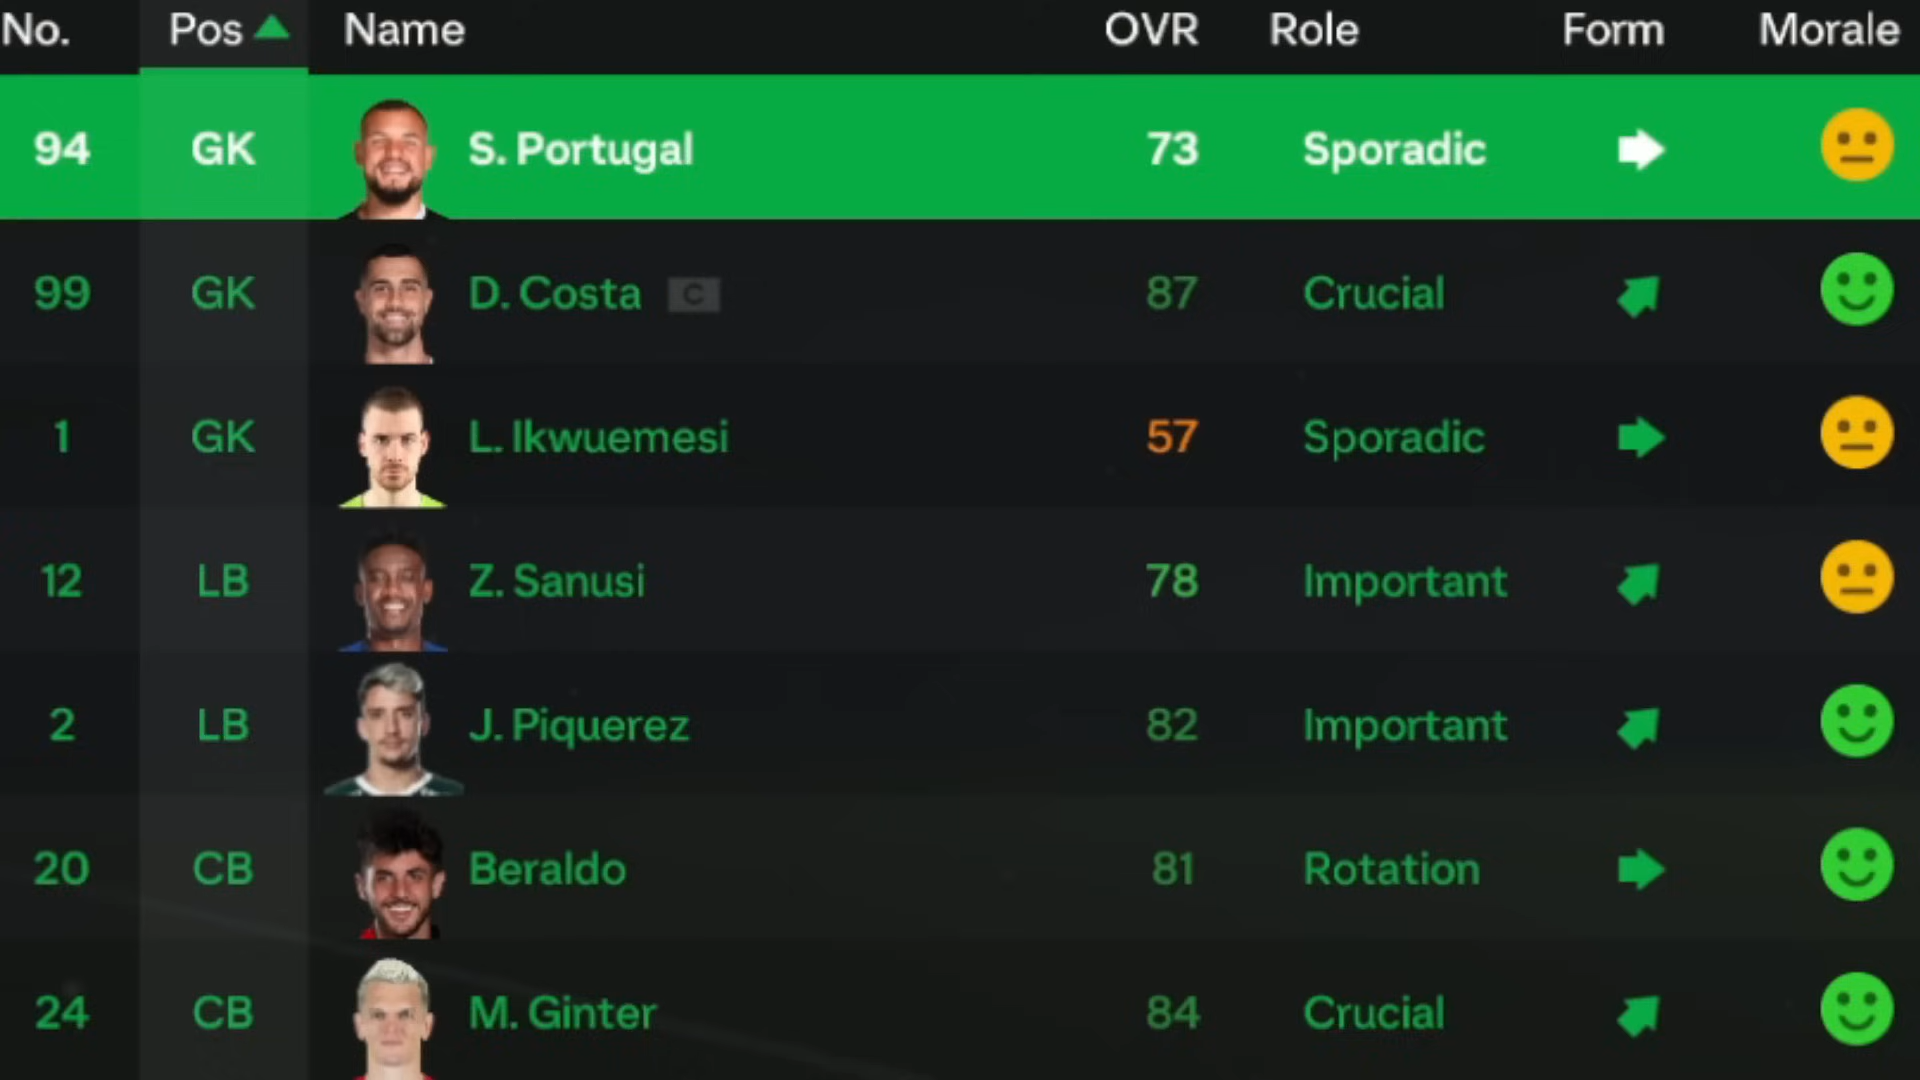 No. Pos Name OVR Role Form Morale
94 GK S. Portugal 73 Sporadic
99 GK D. Costa C 87 Crucial
1 GK L. Ikwuemesi 57 Sporadic
12 LB Z. Sanusi 78 Important
2 LB J. Piquerez 82 Important
20 CB Beraldo 81 Rotation
24 CB M. Ginter 84 Crucial